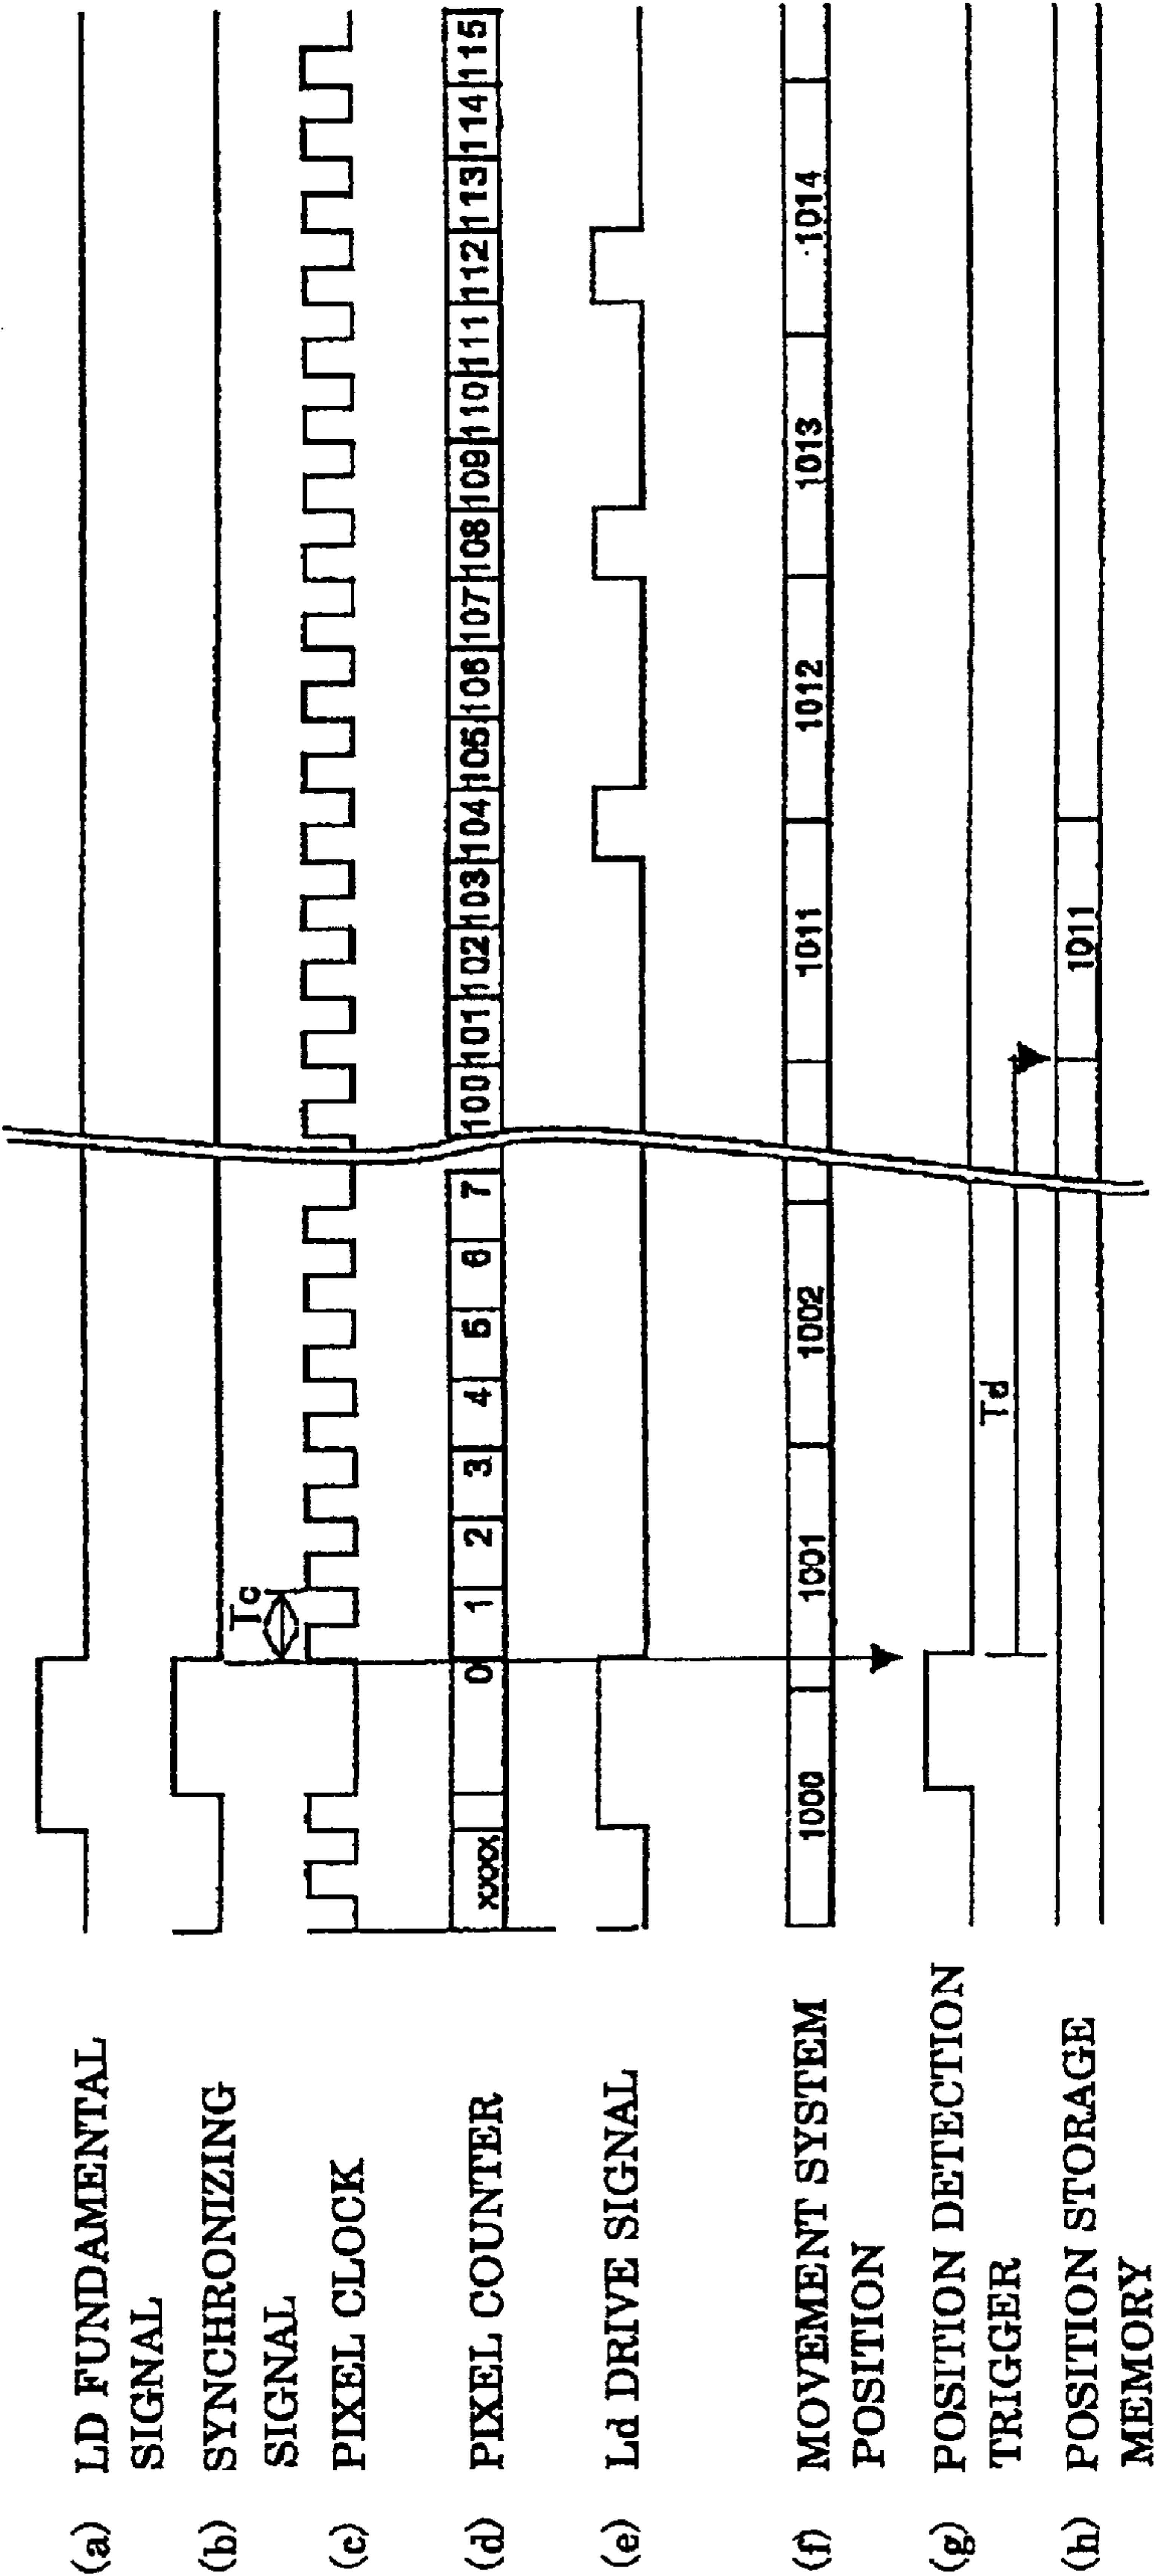 (a) LD FUNDAMENTAL
SIGNAL
(b) SYNCHRONIZING
SIGNAL
Tc
(c) PIXEL CLOCK
(d) PIXEL COUNTER
XXXX 0 1 2 3 4 5 6 7 100 101 102 103 104 105 106 107 108 109 110 111 112 113 114 115
(e) Ld DRIVE SIGNAL
(f) MOVEMENT SYSTEM
POSITION
1000 1001 1002 1011 1012 1013 1014
(g) POSITION DETECTION
TRIGGER
Td
(h) POSITION STORAGE
MEMORY
1011